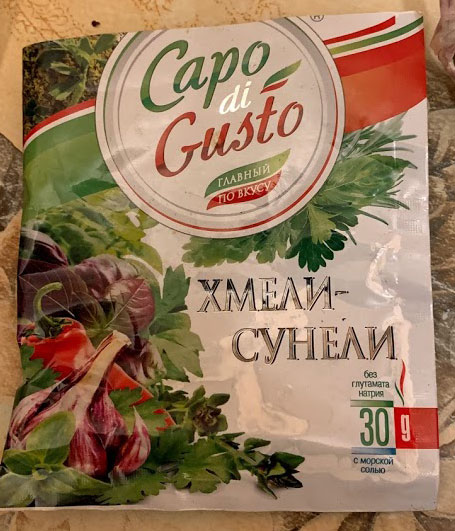 ®
Capo
di
Gusto
ГЛАВНЫЙ
ПО ВКУСУ
ХМЕЛИ-
СУНЕЛИ
без
глутамата
натрия
30 g
с морской
солью